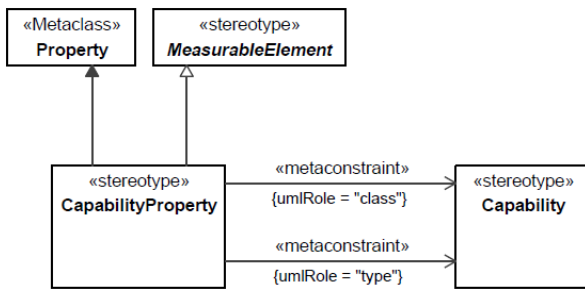 «Metaclass»
Property
«stereotype»
MeasurableElement
«stereotype»
CapabilityProperty
«metaconstraint»
{umlRole = "class"}
«metaconstraint»
{umlRole = "type"}
«stereotype»
Capability